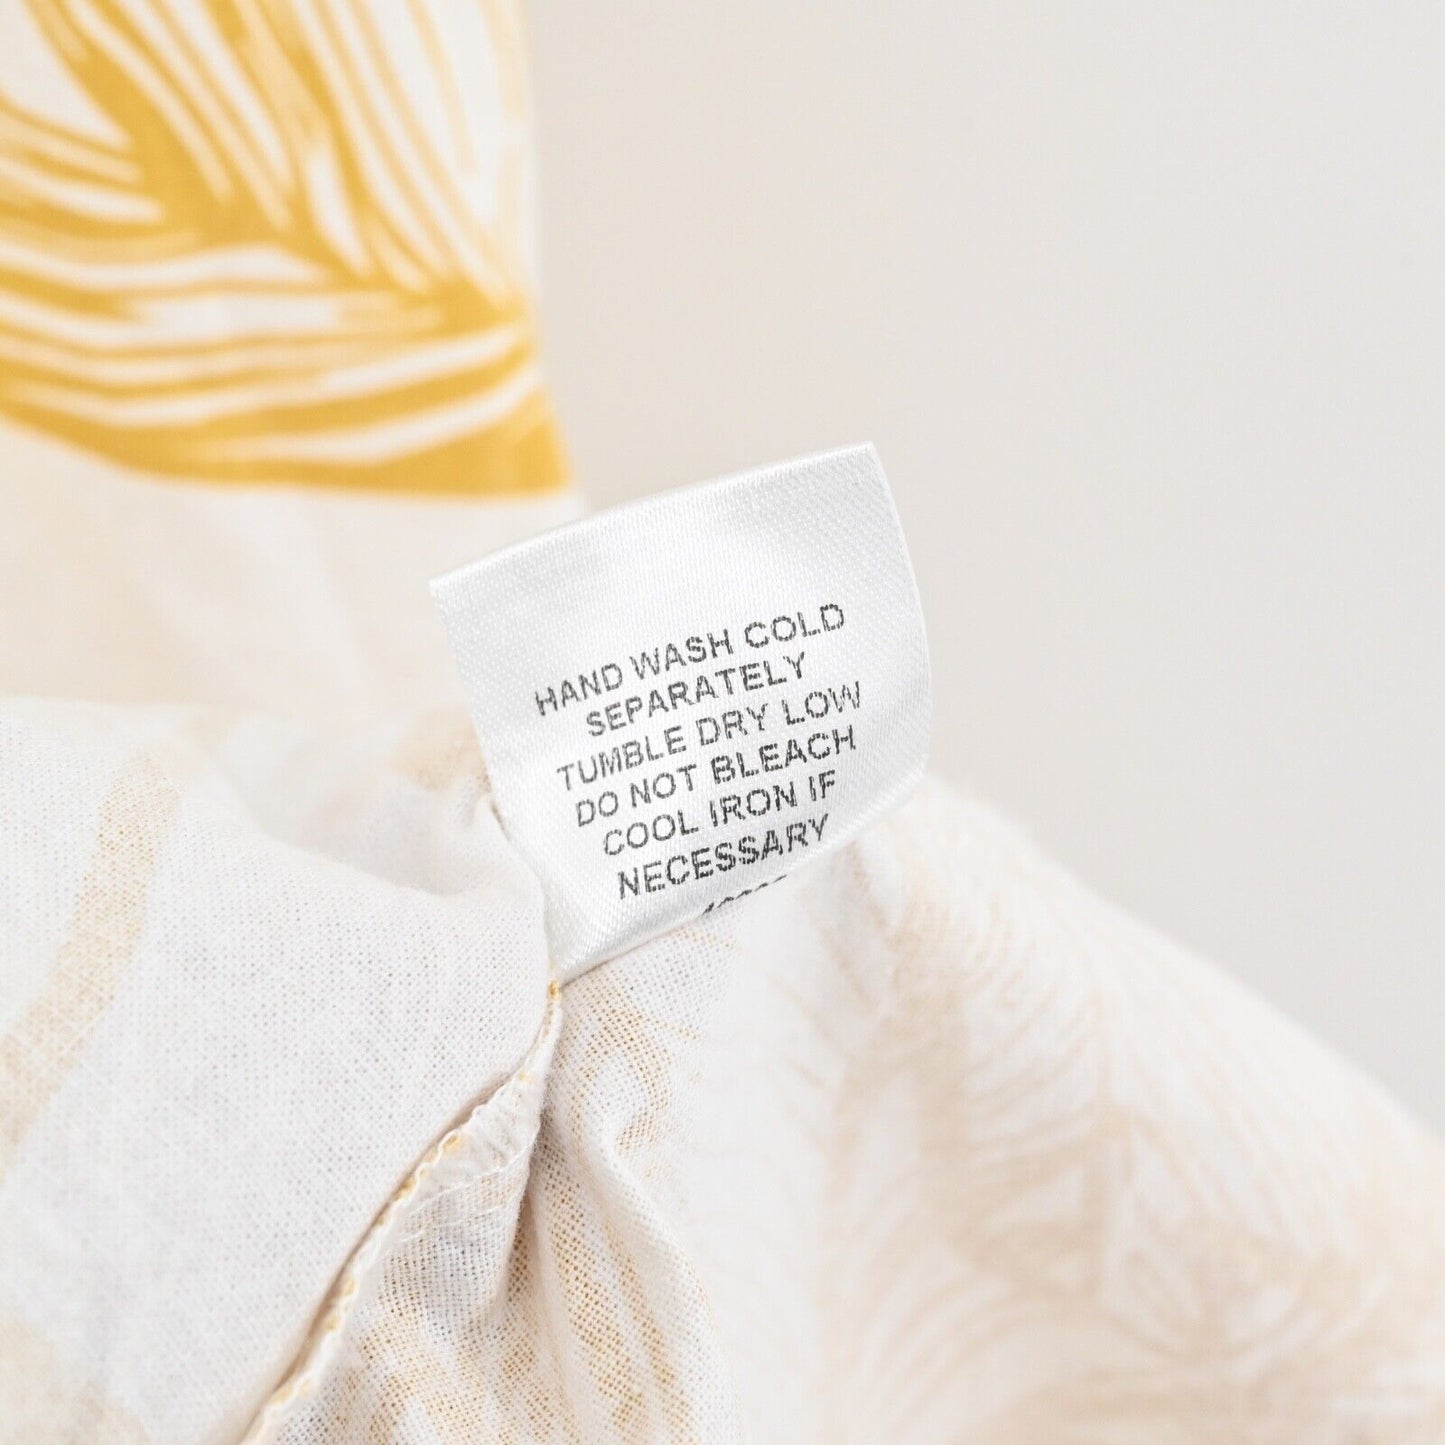 HAND WASH COLD
SEPARATELY
TUMBLE DRY LOW
DO NOT BLEACH
COOL IRON IF
NECESSARY